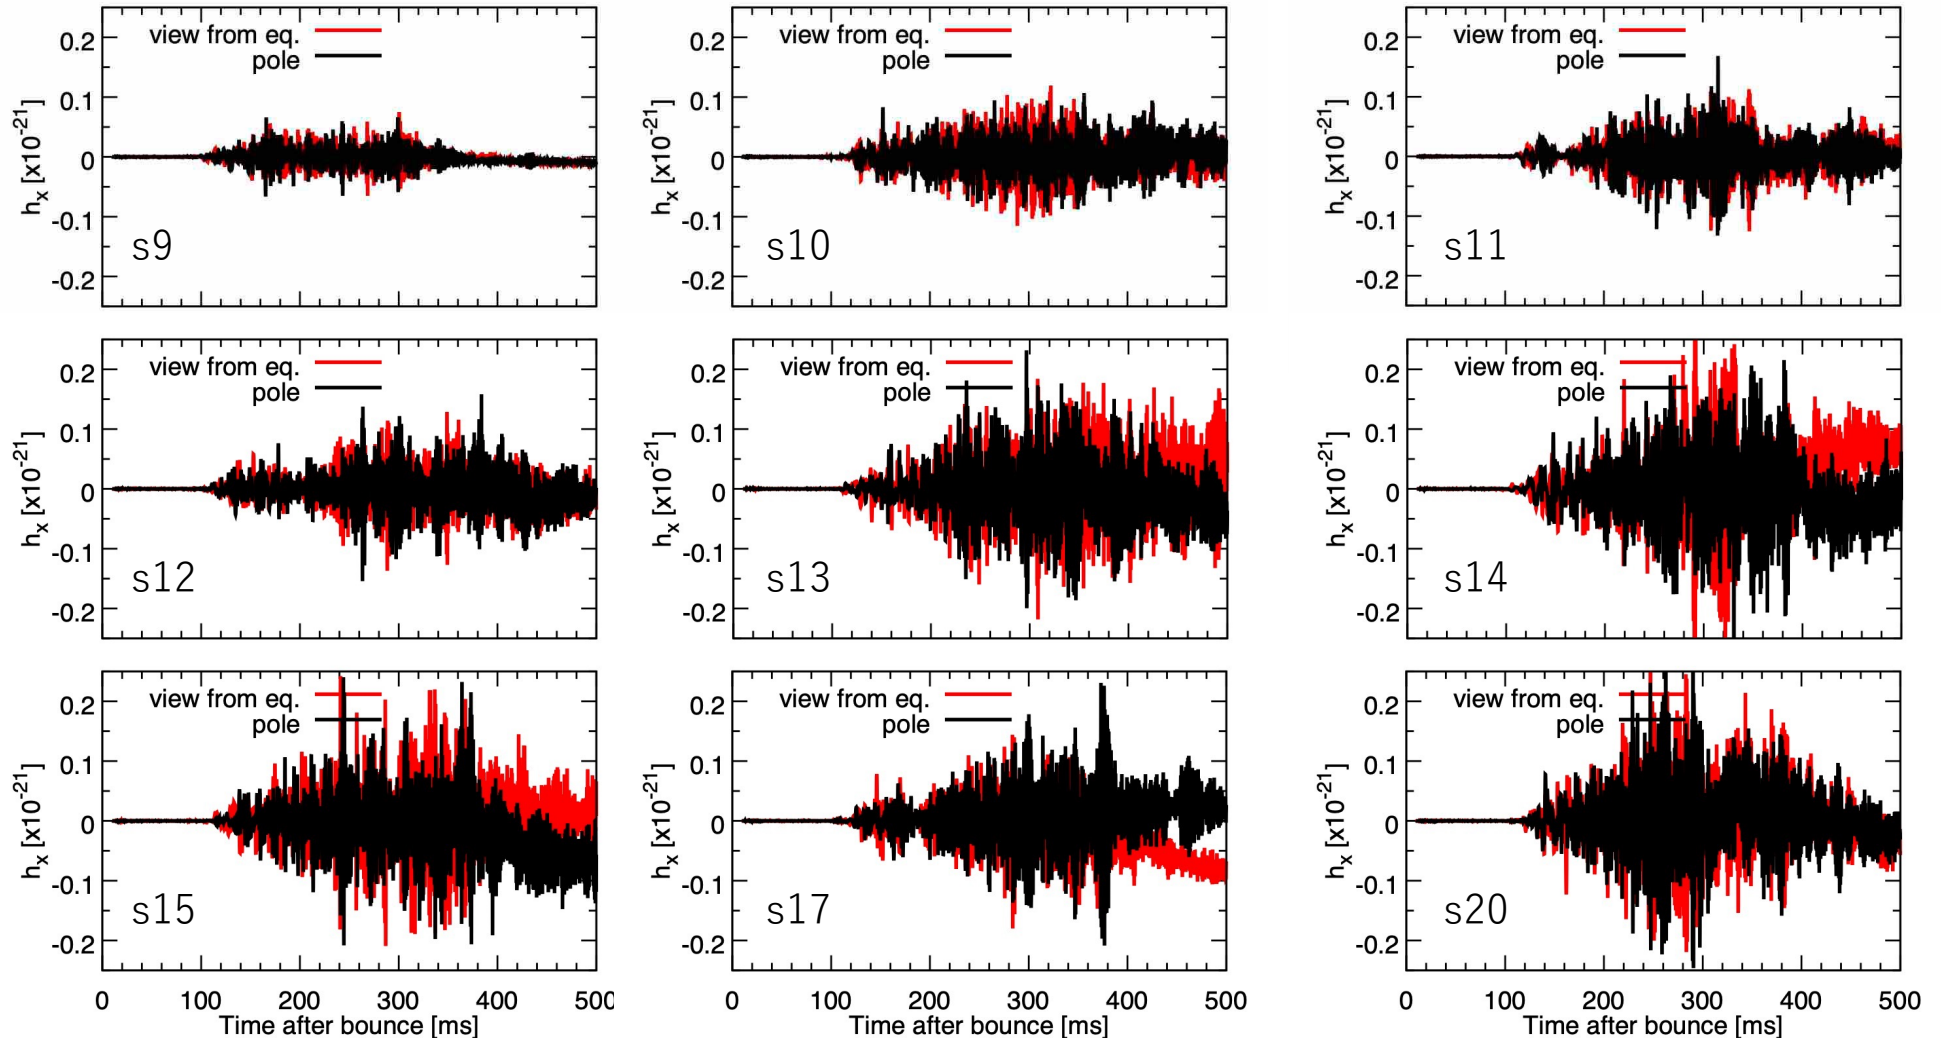 view from eq.
pole
0.2
0.1
0
-0.1
-0.2
hx [x10-21]
s9
view from eq.
pole
0.2
0.1
0
-0.1
-0.2
hx [x10-21]
s10
view from eq.
pole
0.2
0.1
0
-0.1
-0.2
hx [x10-21]
s11
view from eq.
pole
0.2
0.1
0
-0.1
-0.2
hx [x10-21]
s12
view from eq.
pole
0.2
0.1
0
-0.1
-0.2
hx [x10-21]
s13
view from eq.
pole
0.2
0.1
0
-0.1
-0.2
hx [x10-21]
s14
view from eq.
pole
0.2
0.1
0
-0.1
-0.2
hx [x10-21]
s15
0 100 200 300 400 500
Time after bounce [ms]
view from eq.
pole
0.2
0.1
0
-0.1
-0.2
hx [x10-21]
s17
0 100 200 300 400 500
Time after bounce [ms]
view from eq.
pole
0.2
0.1
0
-0.1
-0.2
hx [x10-21]
s20
0 100 200 300 400 500
Time after bounce [ms]